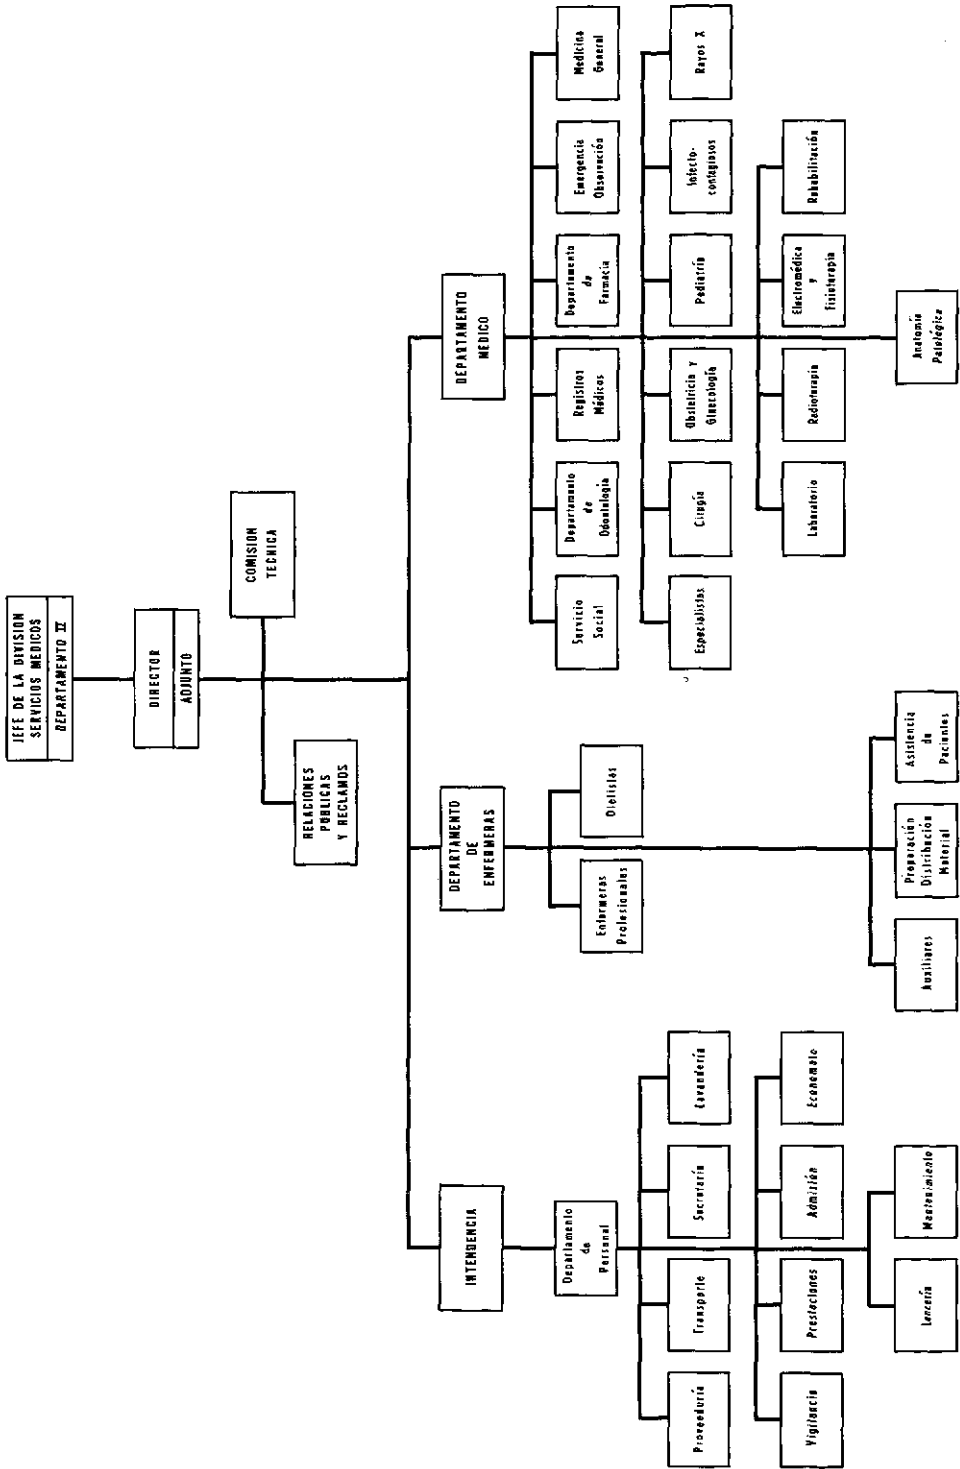 JEFE DE LA DIVISION
SERVICIOS MEDICOS
DEPARTAMENTO II
DIRECTOR
ADJUNTO
COMISION
TECNICA
RELACIONES
PUBLICAS
Y RECLAMOS
INTENDENCIA
DEPARTAMENTO
DE
ENFERMERAS
DEPARTAMENTO
MEDICO
Departamento
de
Personal
Proveeduría
Transporte
Secretaría
Lavandería
Vigilancia
Prestaciones
Admisión
Economato
Lencería
Mantenimiento
Enfermeras
Profesionales
Dietistas
Auxiliares
Preparación
Distribución
Material
Asistencia
de
Pacientes
Servicio
Social
Departamento
de
Odontología
Registros
Médicos
Departamento
de
Farmacia
Emergencia
Observación
Medicina
General
Especialistas
Cirugía
Obstetricia y
Ginecología
Pediatría
Infecto-
contagiosos
Rayos X
Laboratorio
Radioterapia
Electromédica
y
Fisioterapia
Rehabilitación
Anatomía
Patológica